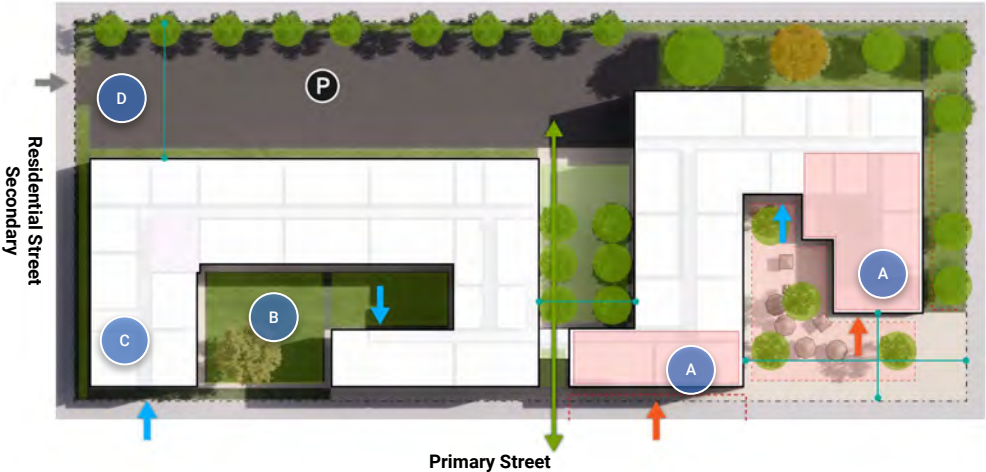 P
D
Residential Street
Secondary
B
A
C
A
Primary Street